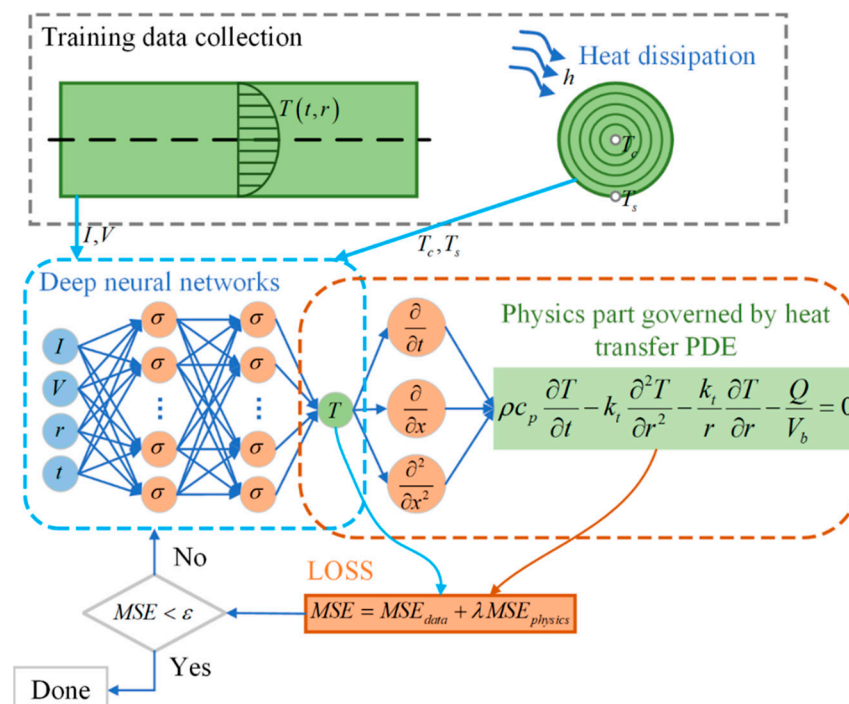 Training data collection
Heat dissipation
h
T(t,r)
T_c
T_s
I,V
T_c,T_s
Deep neural networks
Physics part governed by heat
transfer PDE
I
V
r
t
σ
σ
⋮
σ
σ
σ
σ
⋮
σ
σ
T
∂/∂t
∂/∂x
∂²/∂x²
ρc_p ∂T/∂t − k_t ∂²T/∂r² − k_t/r ∂T/∂r − Q/V_b = 0
No
LOSS
MSE < ε
MSE = MSE_data + λMSE_physics
Yes
Done